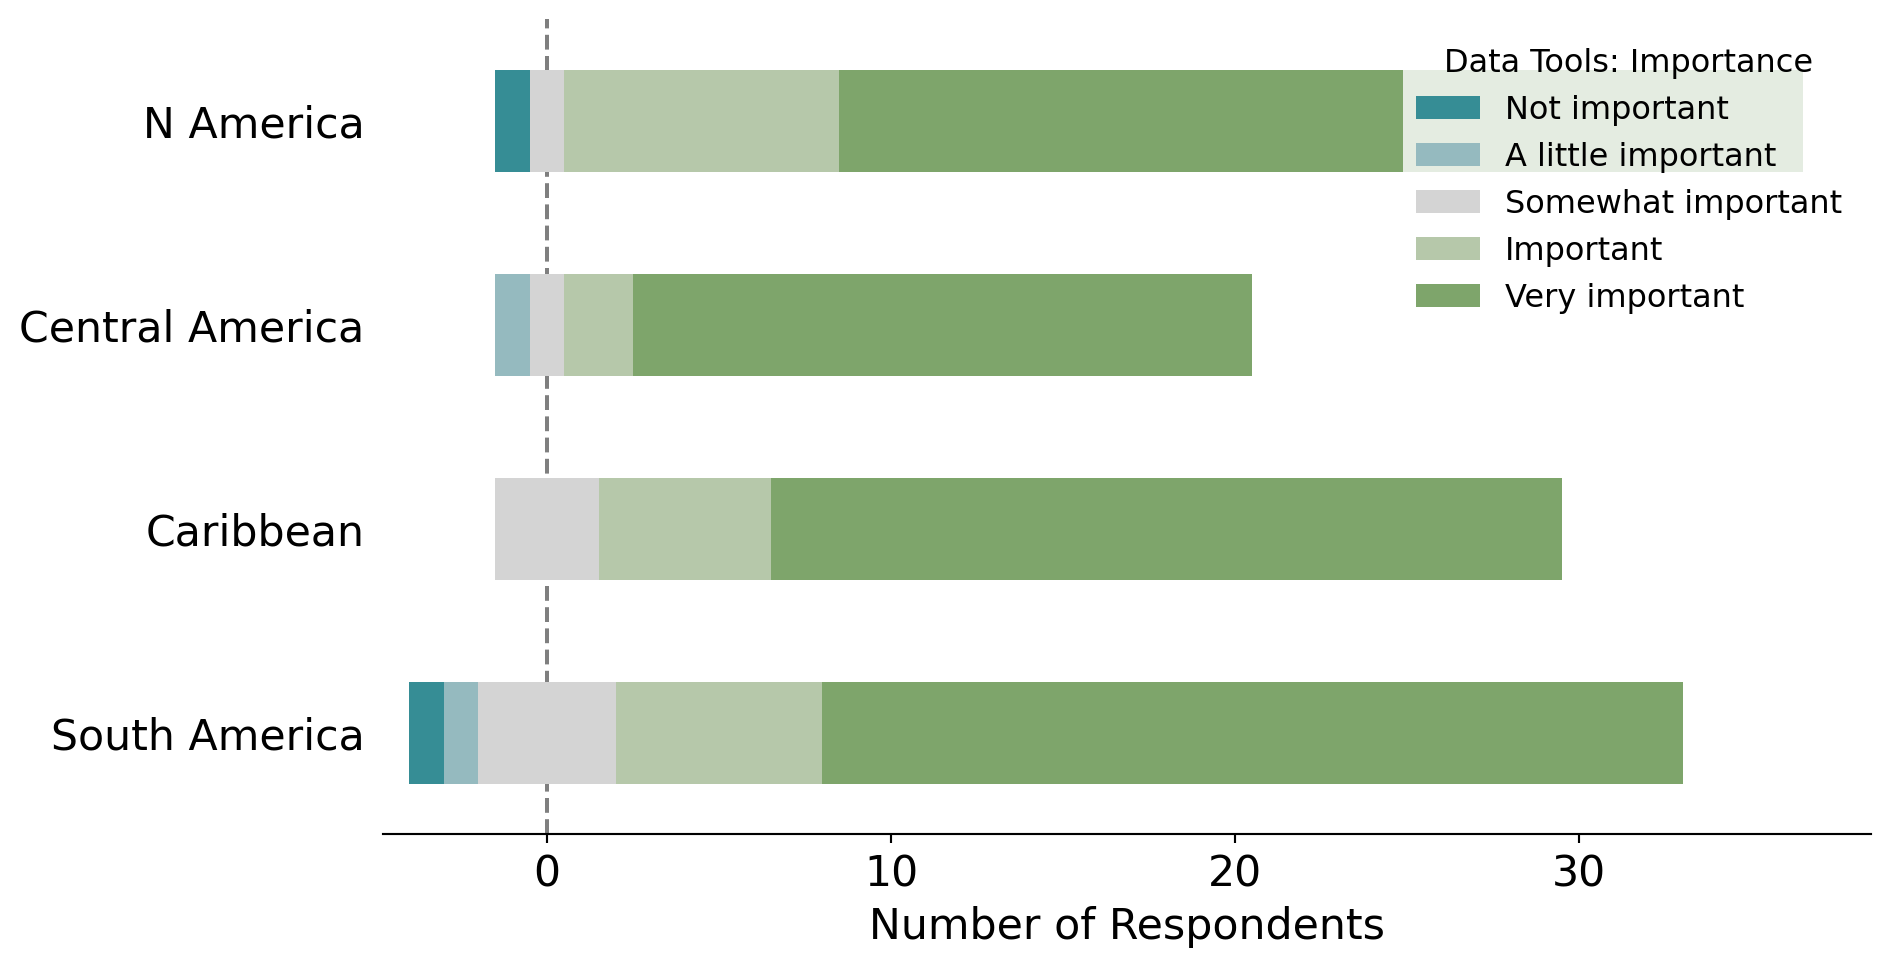 Data Tools: Importance
Not important
A little important
Somewhat important
Important
Very important
N America
Central America
Caribbean
South America
0 10 20 30
Number of Respondents